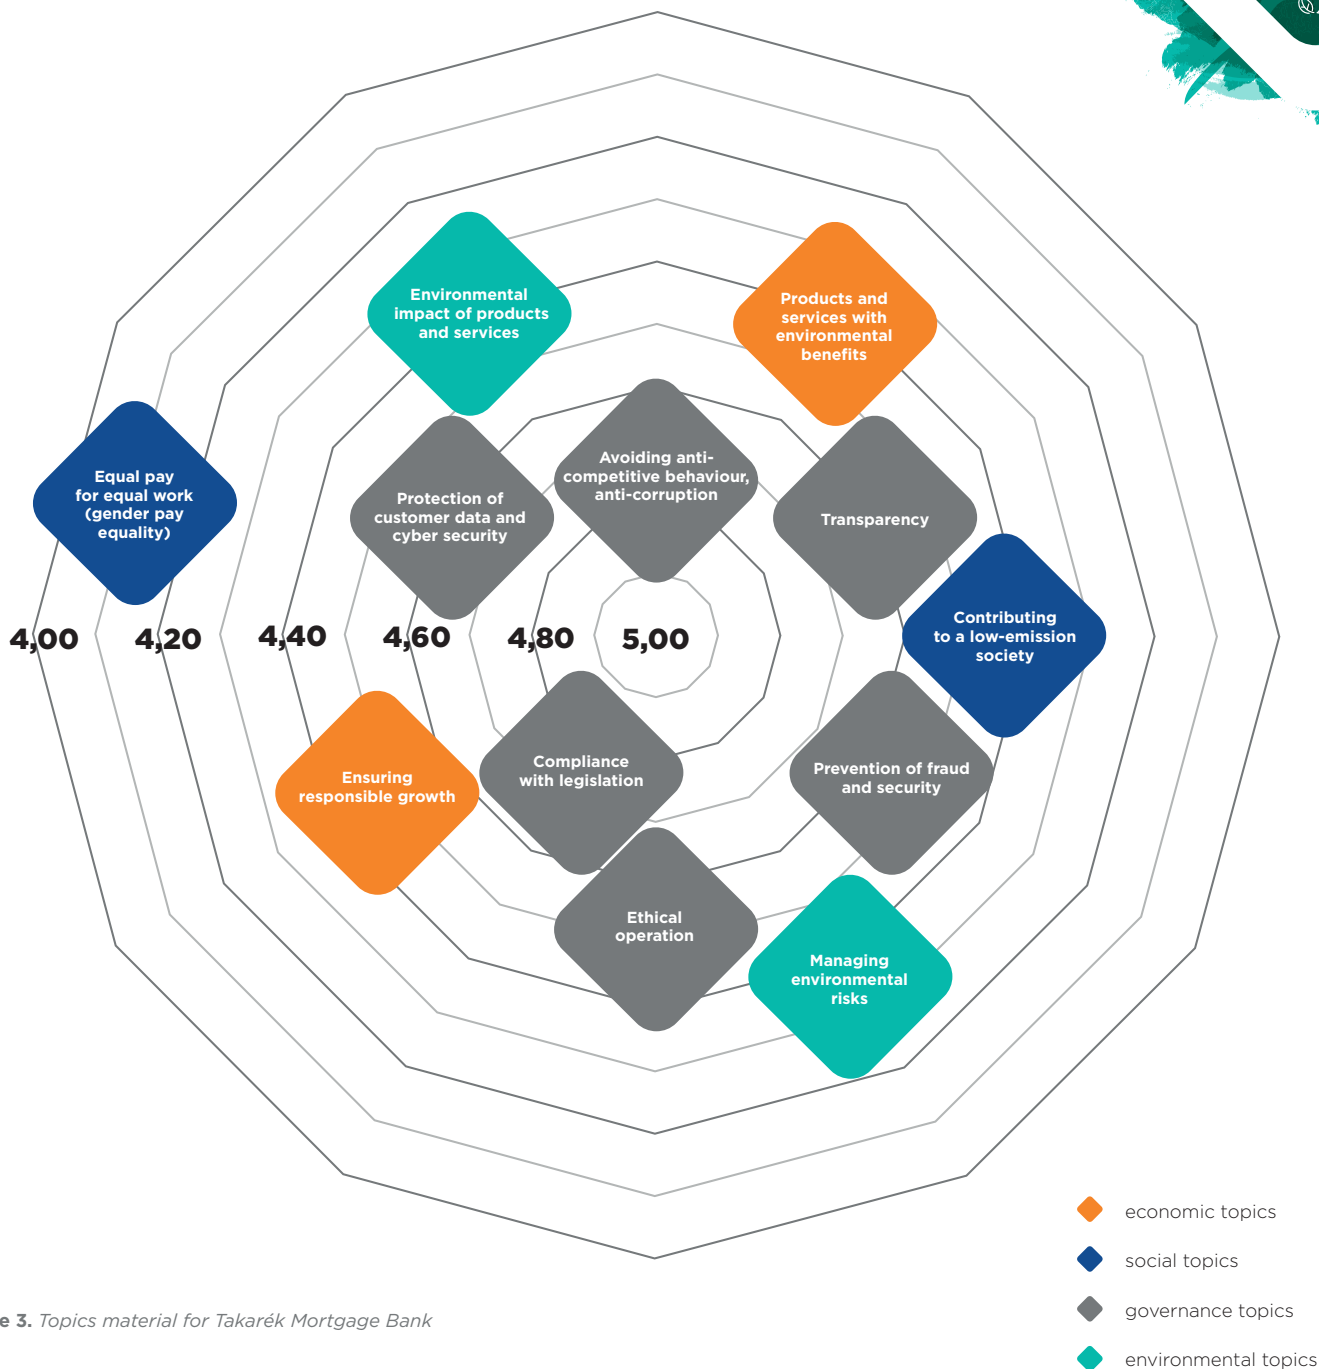 Environmental
impact of products
and services
Products and
services with
environmental
benefits
Equal pay
for equal work
(gender pay
equality)
Protection of
customer data and
cyber security
Avoiding anti-
competitive behaviour,
anti-corruption
Transparency
Contributing
to a low-emission
society
4,00 4,20 4,40 4,60 4,80 5,00
Ensuring
responsible growth
Compliance
with legislation
Prevention of fraud
and security
Ethical
operation
Managing
environmental
risks
economic topics
social topics
governance topics
environmental topics
e 3. Topics material for Takarék Mortgage Bank